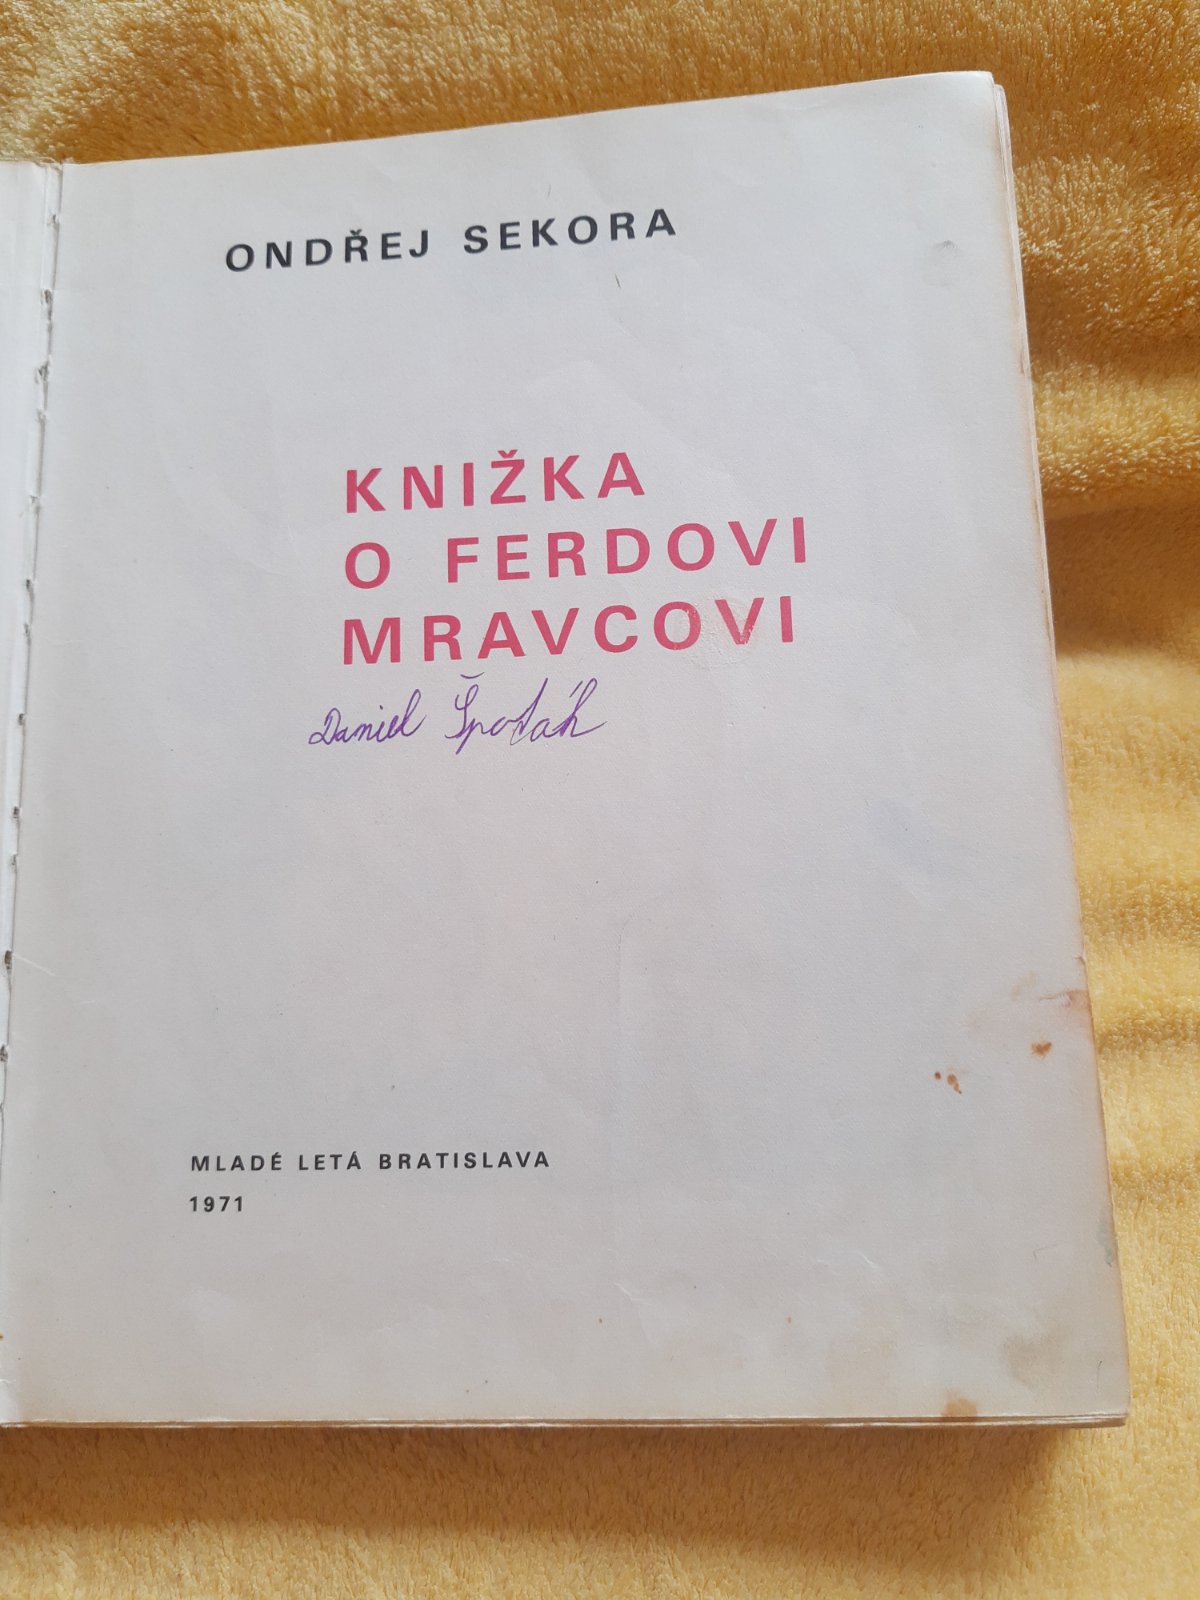 ONDŘEJ SEKORA
KNIŽKA
O FERDOVI
MRAVCOVI
Daniel
MLADÉ LETÁ BRATISLAVA
1971